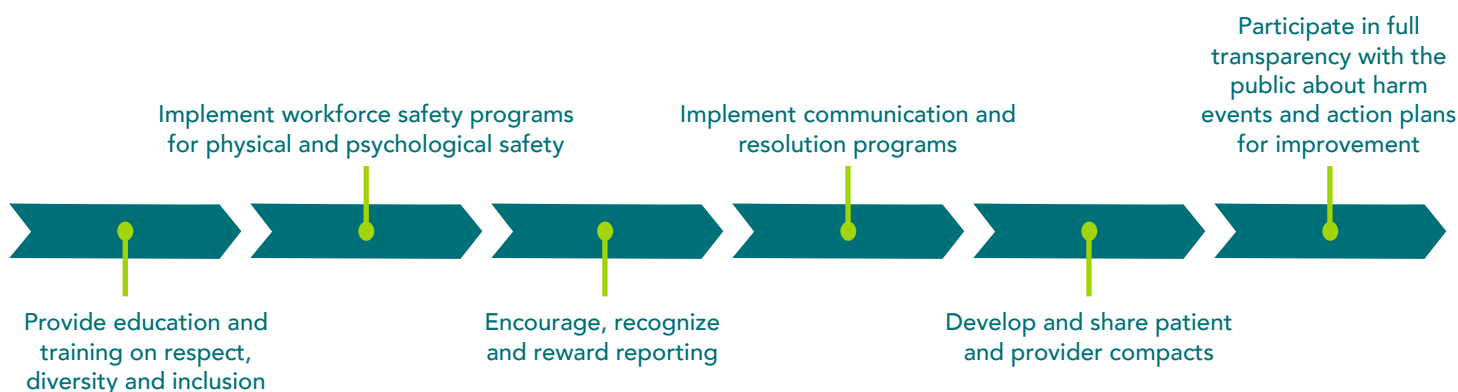 Provide education and
training on respect,
diversity and inclusion
Implement workforce safety programs
for physical and psychological safety
Encourage, recognize
and reward reporting
Implement communication and
resolution programs
Develop and share patient
and provider compacts
Participate in full
transparency with the
public about harm
events and action plans
for improvement